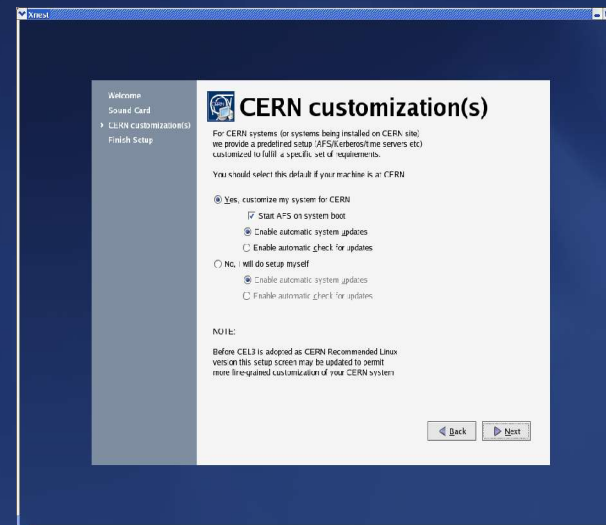 Xnest
Welcome
Sound Card
CERN customization(s)
Finish Setup
CERN customization(s)
For CERN systems (or systems being installed on CERN site)
we provide a predefined setup (AFS/Kerberos/time servers etc)
customized to fulfill a specific set of requirements.
You should select this default if your machine is at CERN
Yes, customize my system for CERN
Start AFS on system boot
Enable automatic system updates
Enable automatic check for updates
No, I will do setup myself
Enable automatic system updates
Enable automatic check for updates
NOTE:
Before CEL3 is adopted as CERN Recommended Linux
version this setup screen may be updated to permit
more fine-grained customization of your CERN system
Back
Next